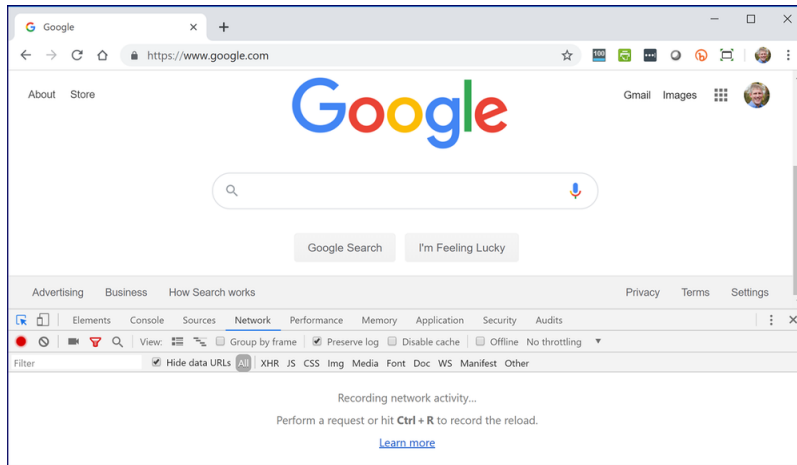 Google
https://www.google.com
100
About Store
Google
Gmail Images
Google Search I'm Feeling Lucky
Advertising Business How Search works
Privacy Terms Settings
Elements Console Sources Network Performance Memory Application Security Audits
View: Group by frame Preserve log Disable cache Offline No throttling
Filter Hide data URLs All XHR JS CSS Img Media Font Doc WS Manifest Other
Recording network activity...
Perform a request or hit Ctrl + R to record the reload.
Learn more